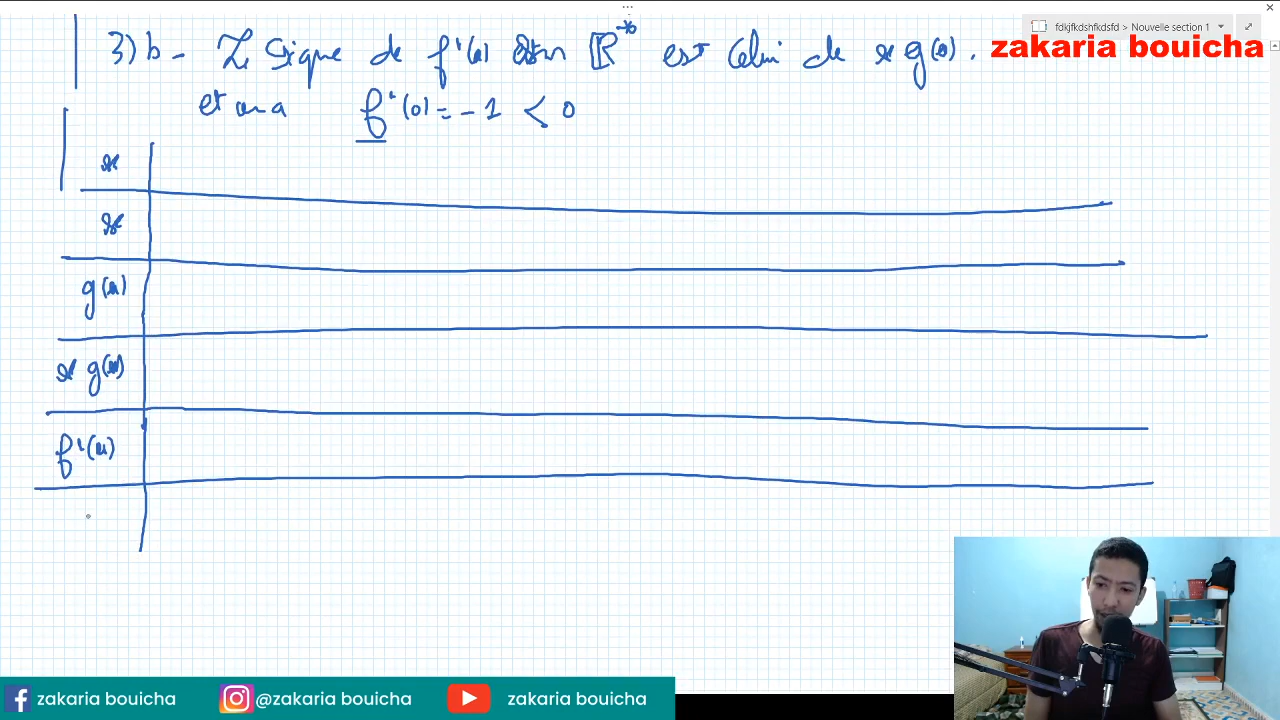 fdkjfkdshfkdsfd > Nouvelle section 1
zakaria bouicha
3) b - Le signe de f'(x) sur ℝ* est celui de x g(x).
et on a f'(0) = -1 < 0
x
x
g(x)
x g(x)
f'(x)
zakaria bouicha @zakaria bouicha zakaria bouicha